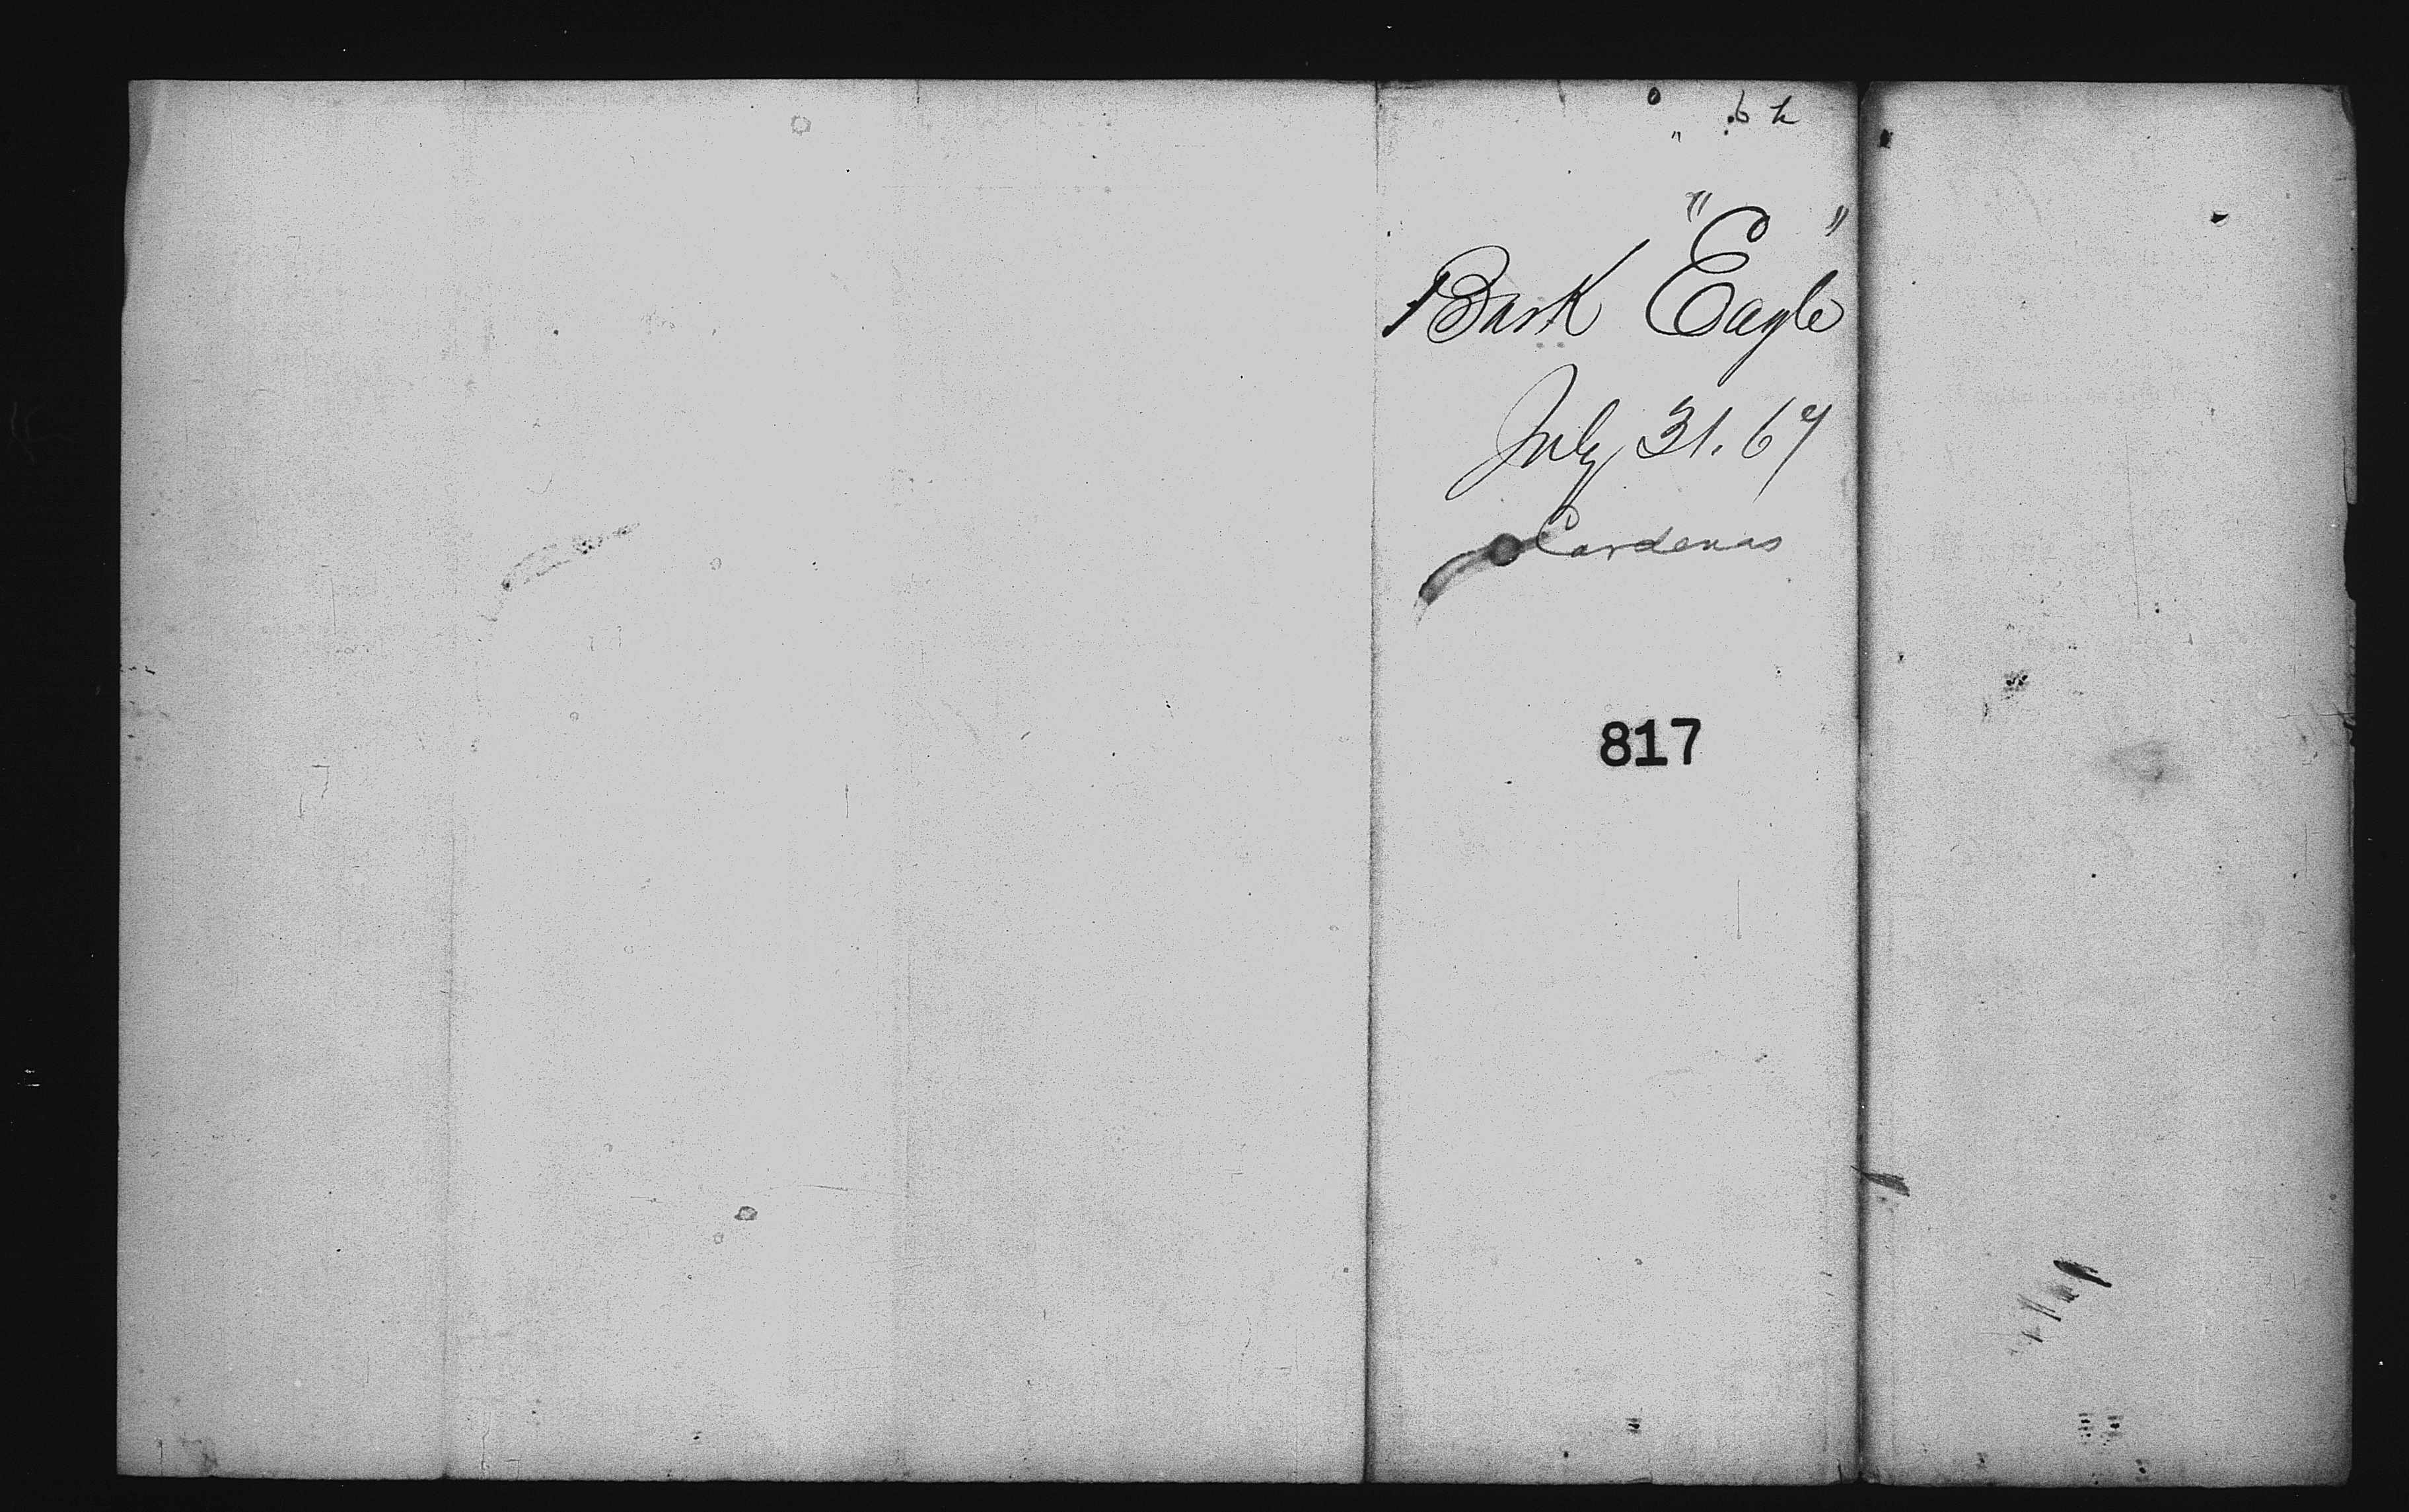 Bark "Eagle"
July 31. 67
Cardenas
817